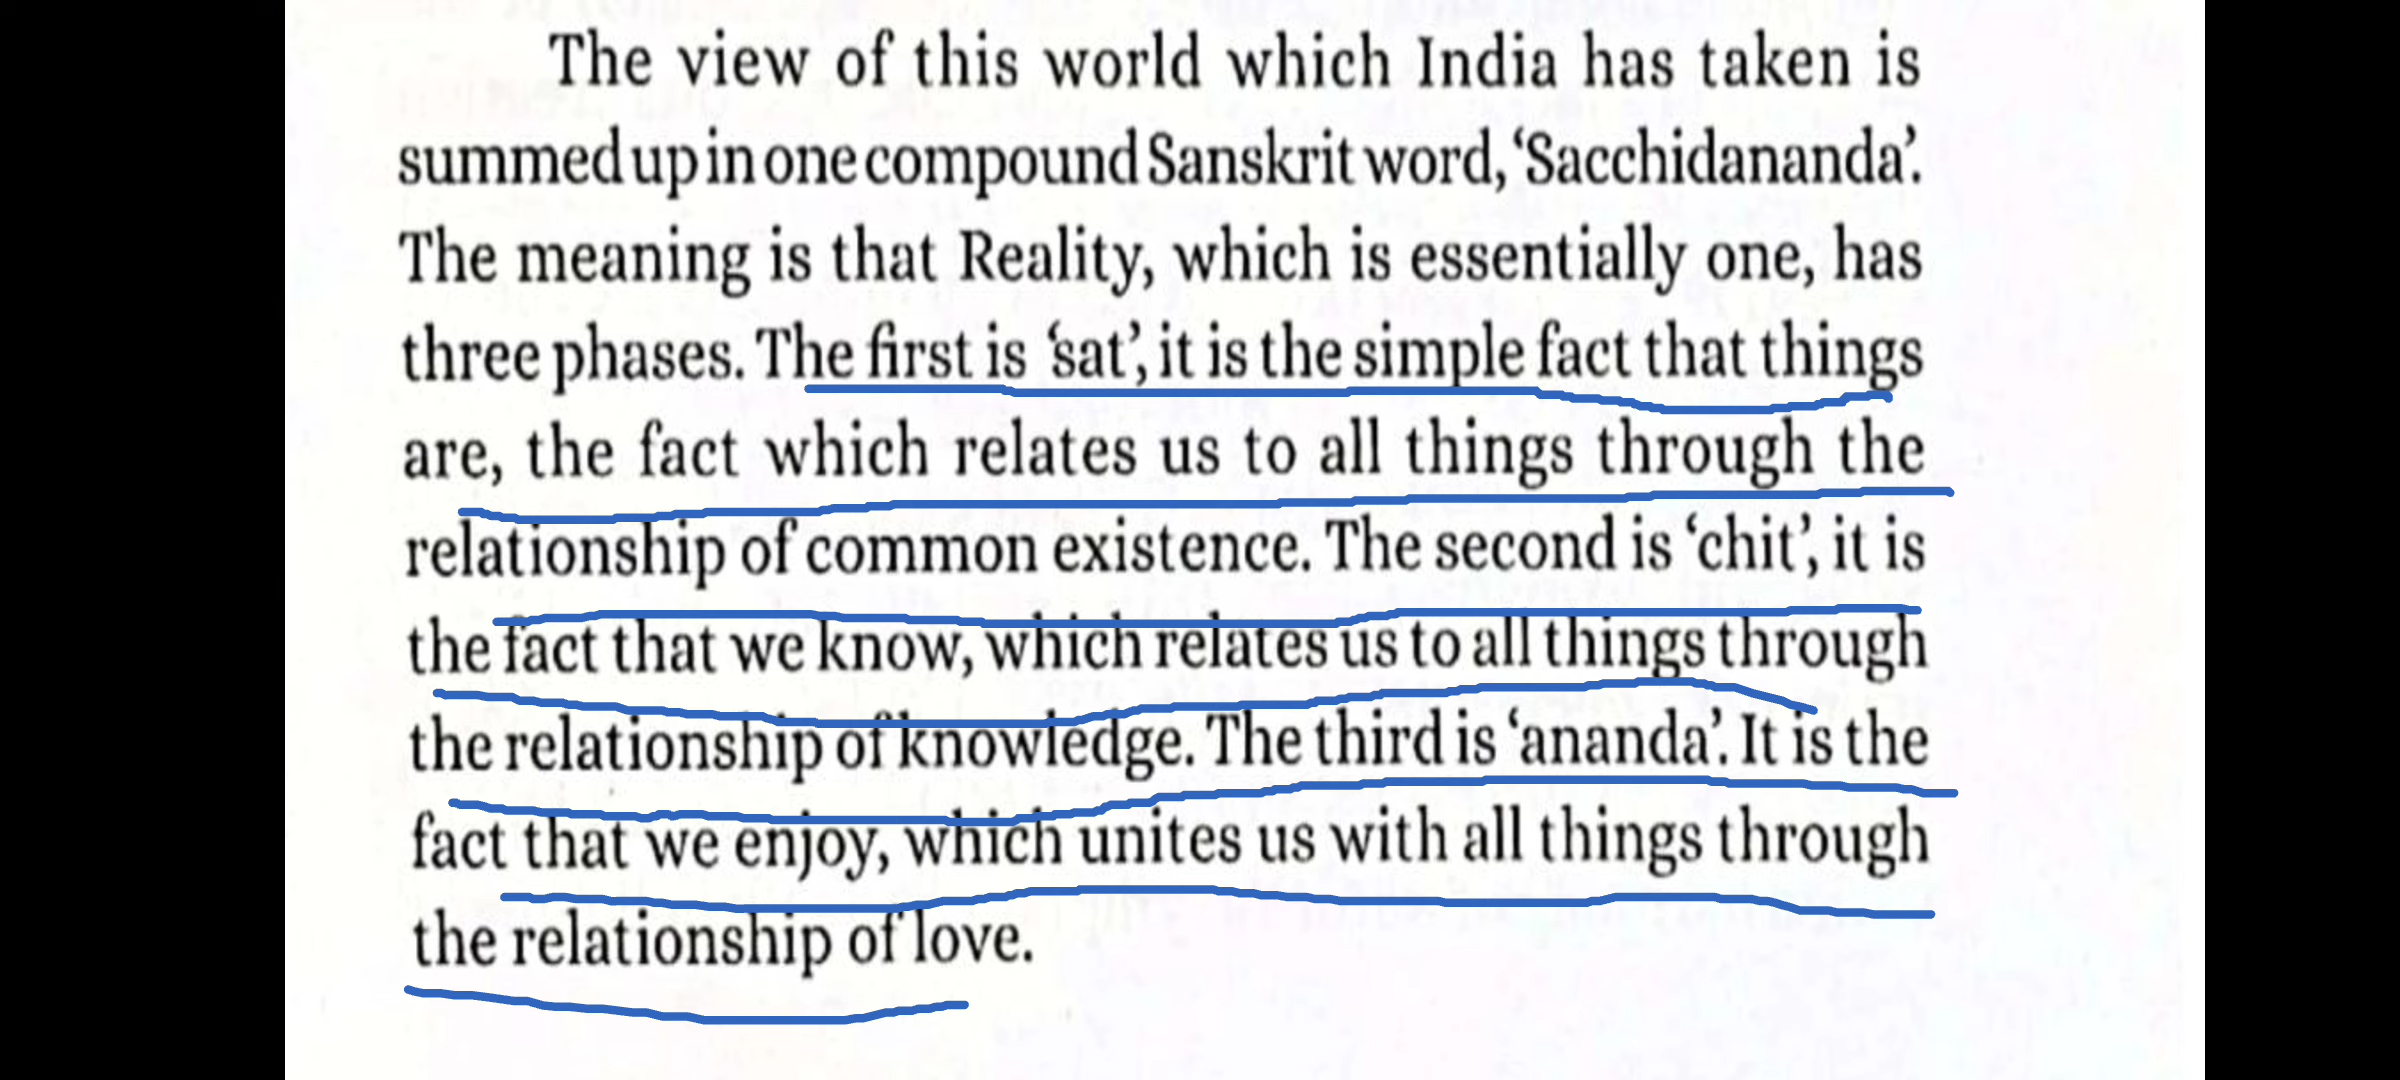 The view of this world which India has taken is
summed up in one compound Sanskrit word, ‘Sacchidananda’.
The meaning is that Reality, which is essentially one, has
three phases. The first is ‘sat’, it is the simple fact that things
are, the fact which relates us to all things through the
relationship of common existence. The second is ‘chit’, it is
the fact that we know, which relates us to all things through
the relationship of knowledge. The third is ‘ananda’. It is the
fact that we enjoy, which unites us with all things through
the relationship of love.